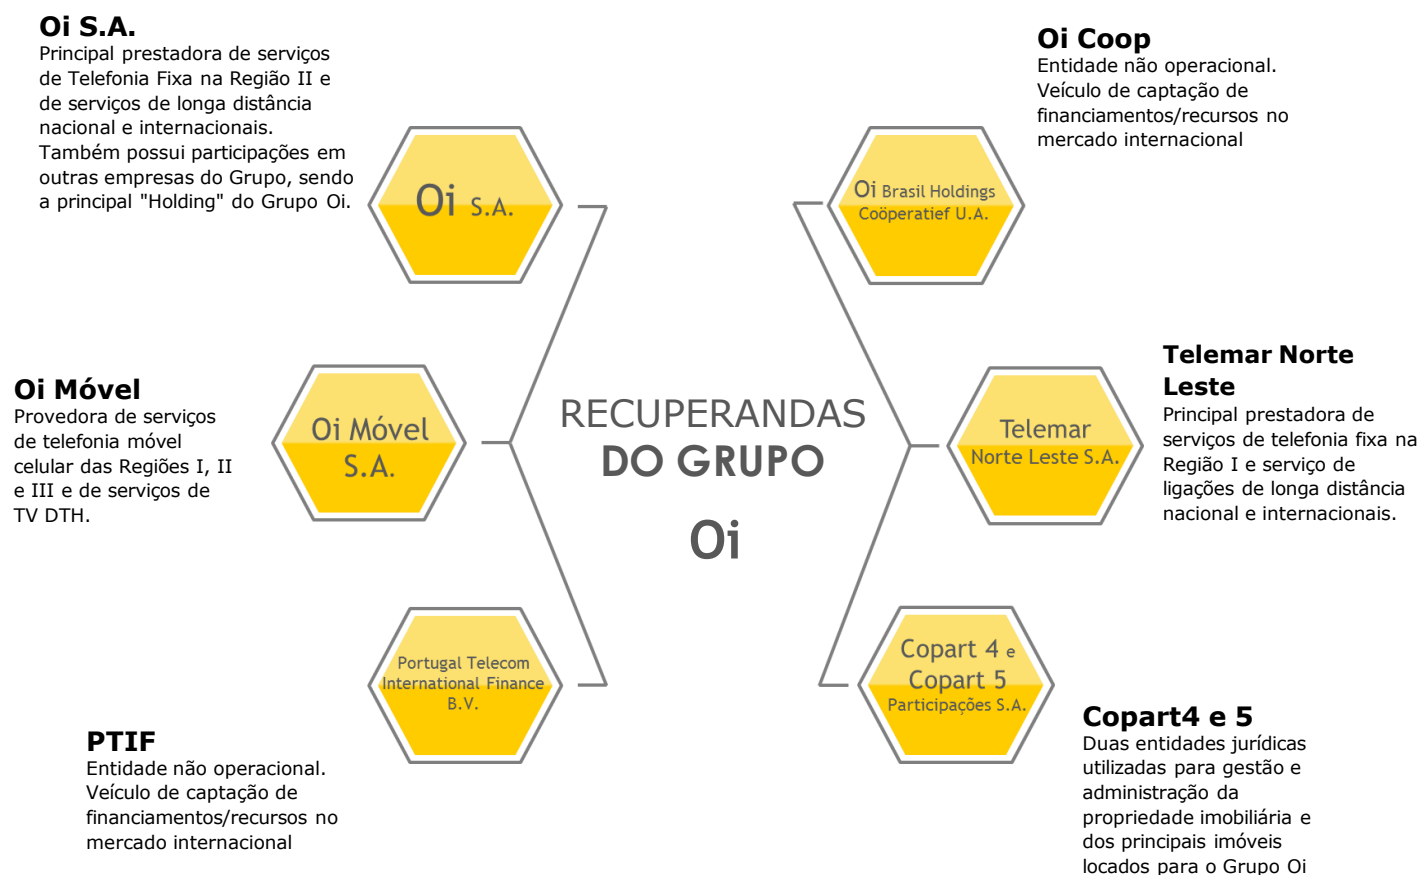 Oi S.A.
Principal prestadora de serviços
de Telefonia Fixa na Região II e
de serviços de longa distância
nacional e internacionais.
Também possui participações em
outras empresas do Grupo, sendo
a principal "Holding" do Grupo Oi.
Oi S.A.
Oi Coop
Entidade não operacional.
Veículo de captação de
financiamentos/recursos no
mercado internacional
Oi Brasil Holdings
Coöperatief U.A.
Oi Móvel
Provedora de serviços
de telefonia móvel
celular das Regiões I, II
e III e de serviços de
TV DTH.
Oi Móvel
S.A.
RECUPERANDAS
DO GRUPO
Oi
Telemar
Norte Leste S.A.
Telemar Norte
Leste
Principal prestadora de
serviços de telefonia fixa na
Região I e serviço de
ligações de longa distância
nacional e internacionais.
Portugal Telecom
International Finance
B.V.
PTIF
Entidade não operacional.
Veículo de captação de
financiamentos/recursos no
mercado internacional
Copart 4 e
Copart 5
Participações S.A.
Copart4 e 5
Duas entidades jurídicas
utilizadas para gestão e
administração da
propriedade imobiliária e
dos principais imóveis
locados para o Grupo Oi